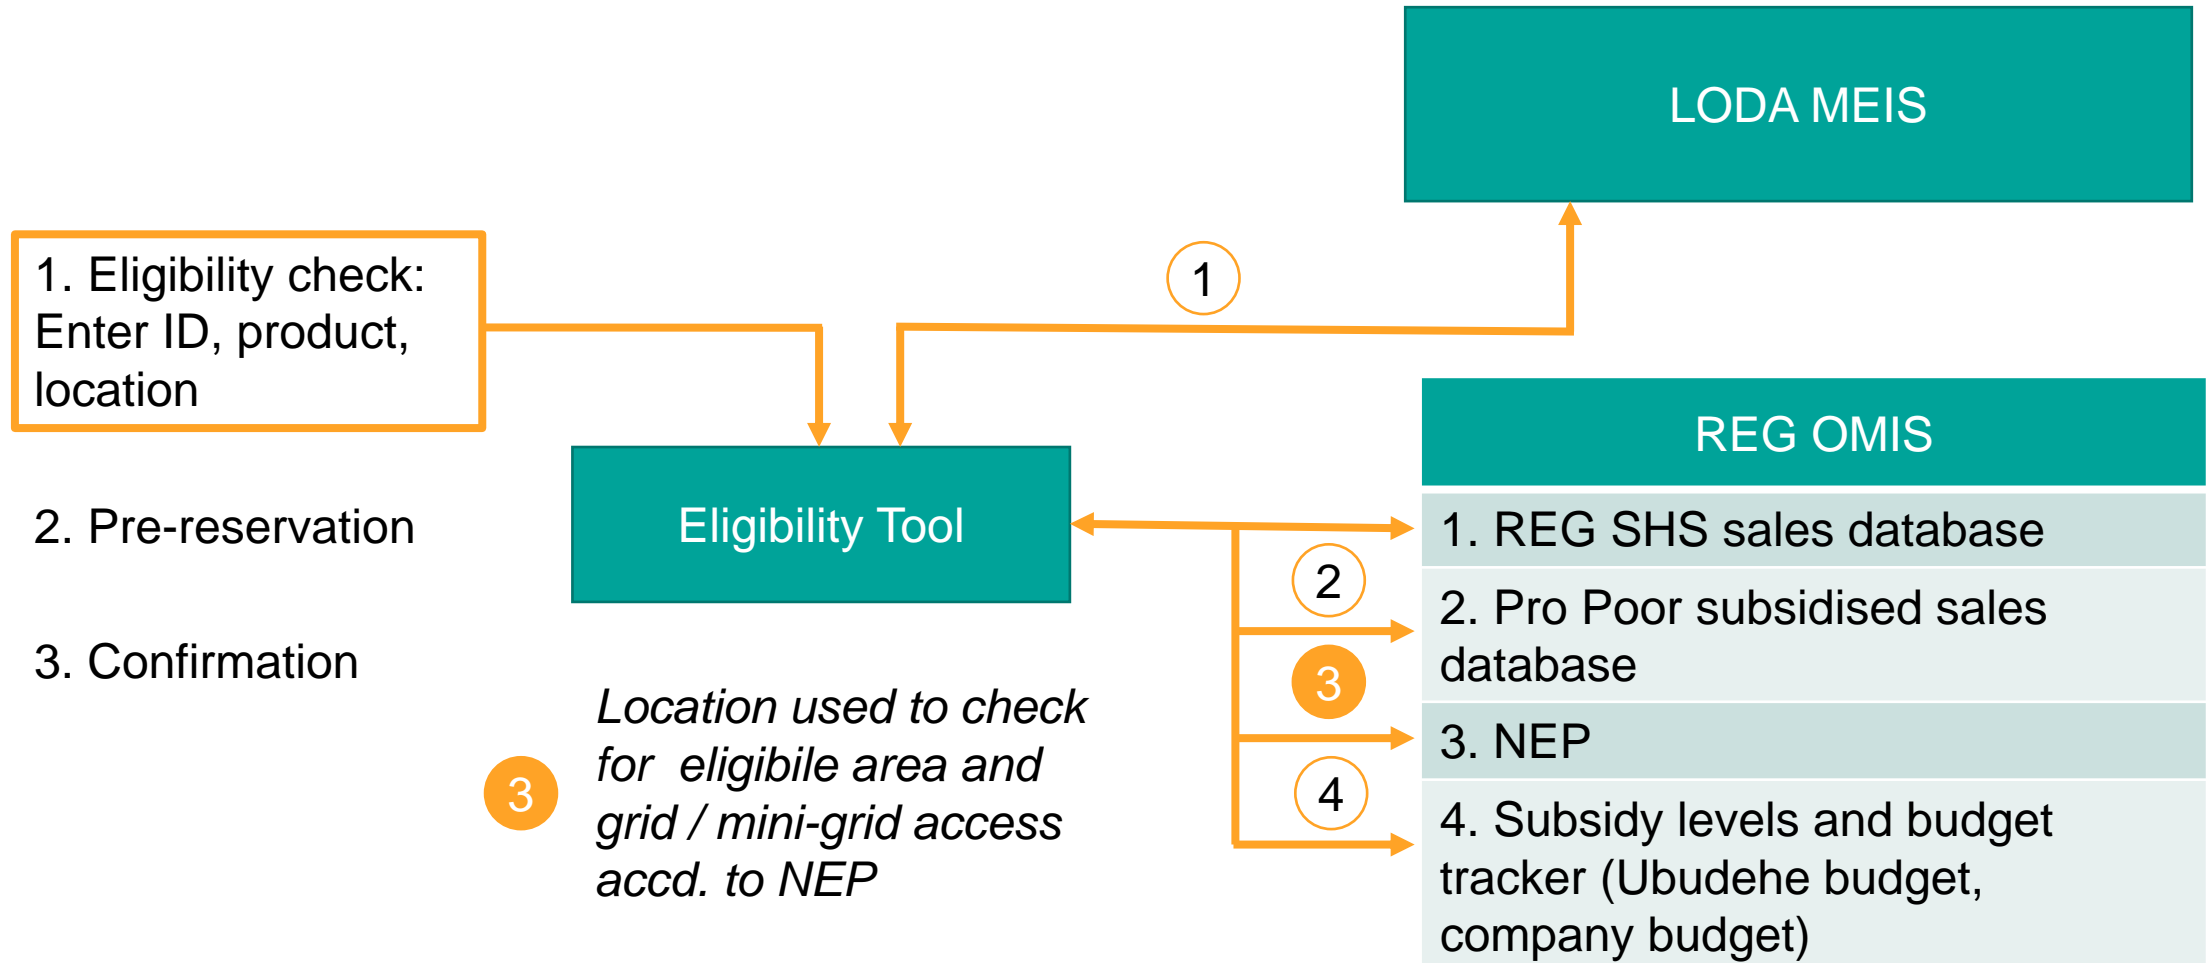 LODA MEIS
1
1. Eligibility check:
Enter ID, product,
location
2. Pre-reservation
3. Confirmation
Eligibility Tool
3
Location used to check
for eligibile area and
grid / mini-grid access
accd. to NEP
2
3
4
REG OMIS
1. REG SHS sales database
2. Pro Poor subsidised sales
database
3. NEP
4. Subsidy levels and budget
tracker (Ubudehe budget,
company budget)